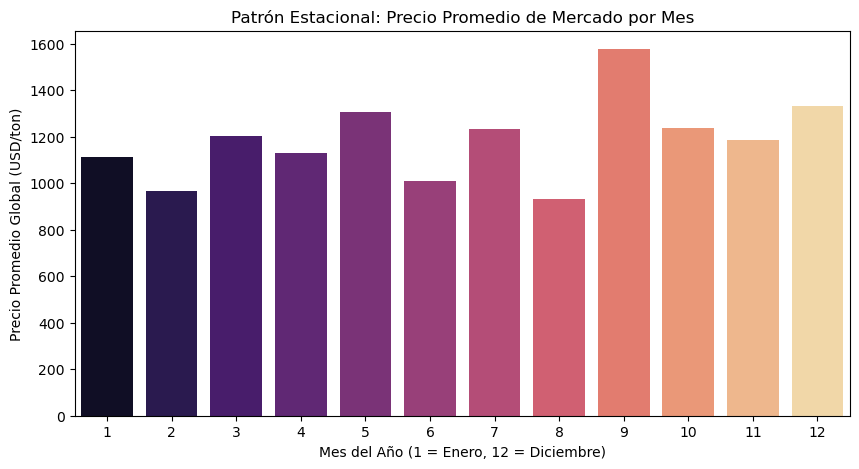 Patrón Estacional: Precio Promedio de Mercado por Mes
Precio Promedio Global (USD/ton)
1600
1400
1200
1000
800
600
400
200
0
1 2 3 4 5 6 7 8 9 10 11 12
Mes del Año (1 = Enero, 12 = Diciembre)